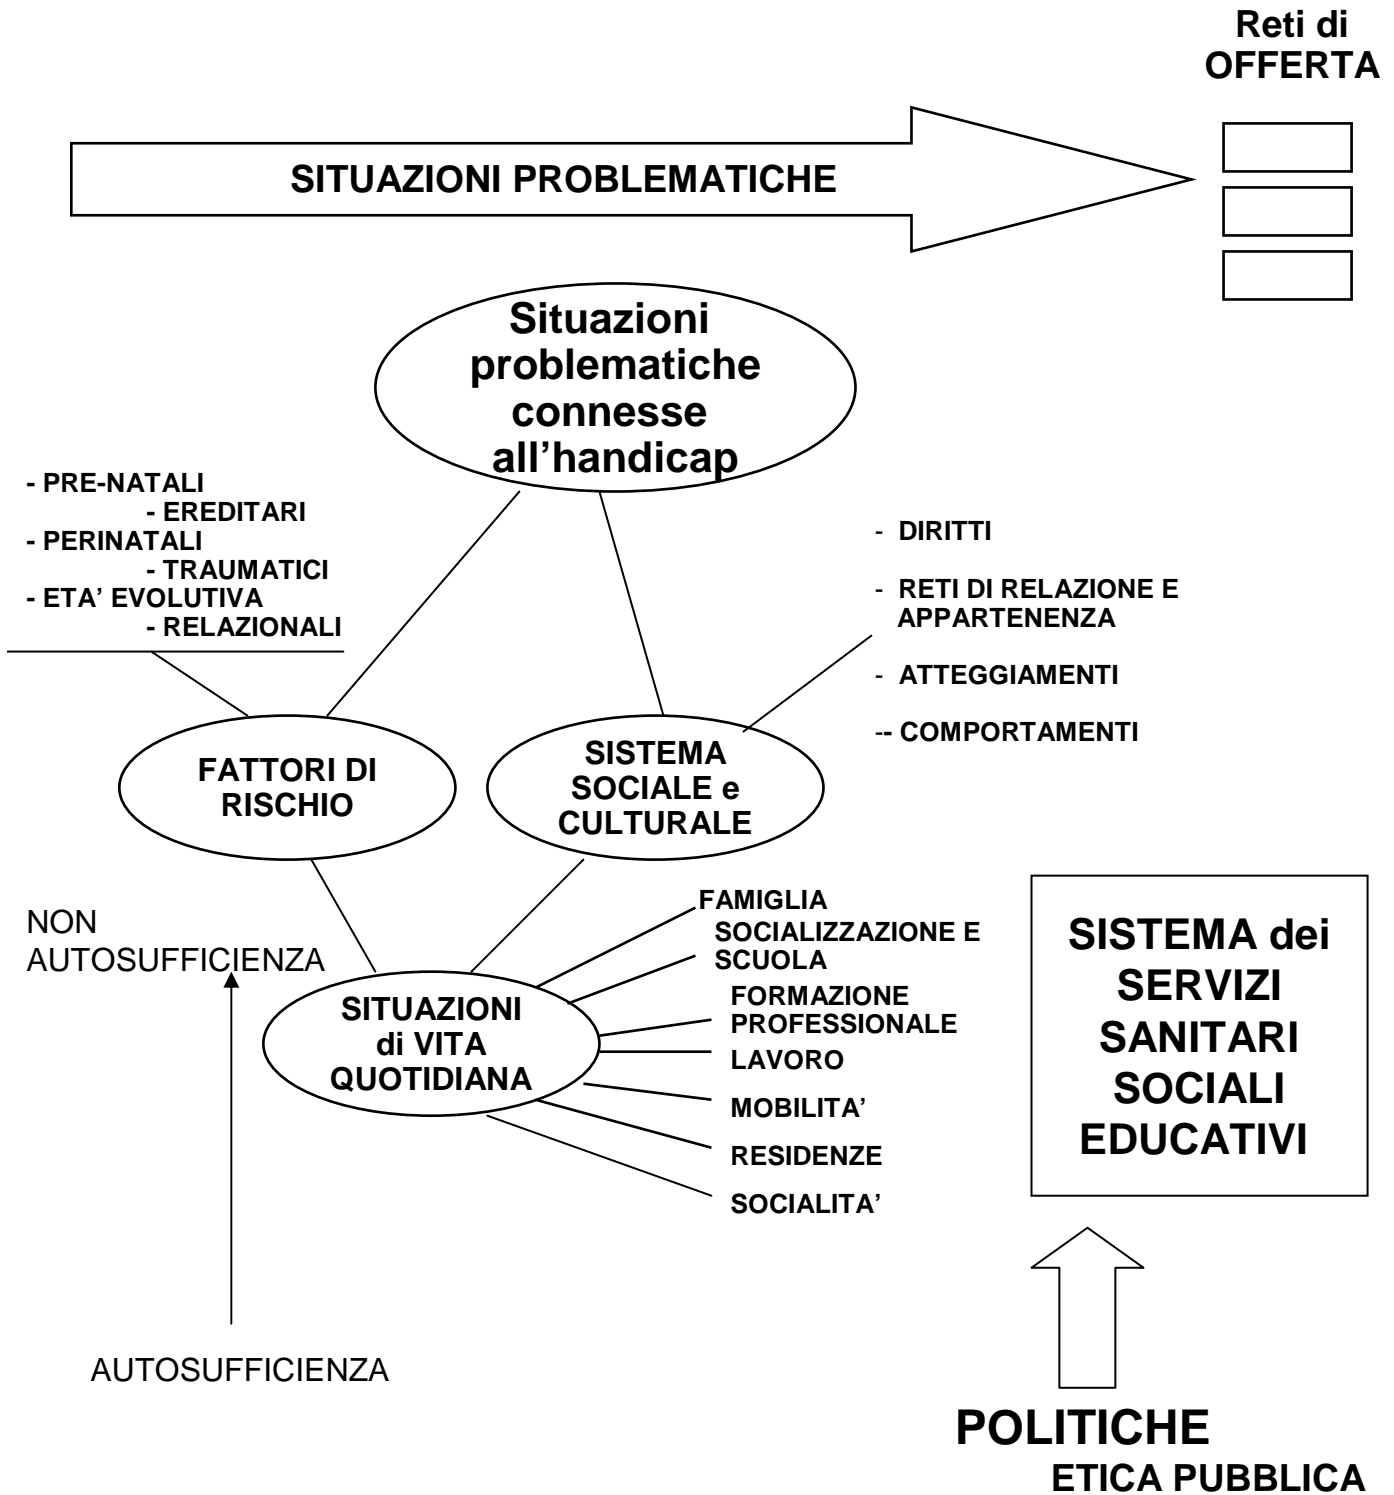 Reti di
OFFERTA
SITUAZIONI PROBLEMATICHE
Situazioni
problematiche
connesse
all’handicap
- PRE-NATALI
- EREDITARI
- PERINATALI
- TRAUMATICI
- ETA’ EVOLUTIVA
- RELAZIONALI
- DIRITTI
- RETI DI RELAZIONE E
APPARTENENZA
- ATTEGGIAMENTI
-- COMPORTAMENTI
FATTORI DI
RISCHIO
SISTEMA
SOCIALE e
CULTURALE
NON
AUTOSUFFICIENZA
SITUAZIONI
di VITA
QUOTIDIANA
FAMIGLIA
SOCIALIZZAZIONE E
SCUOLA
FORMAZIONE
PROFESSIONALE
LAVORO
MOBILITA’
RESIDENZE
SOCIALITA’
SISTEMA dei
SERVIZI
SANITARI
SOCIALI
EDUCATIVI
AUTOSUFFICIENZA
POLITICHE
ETICA PUBBLICA